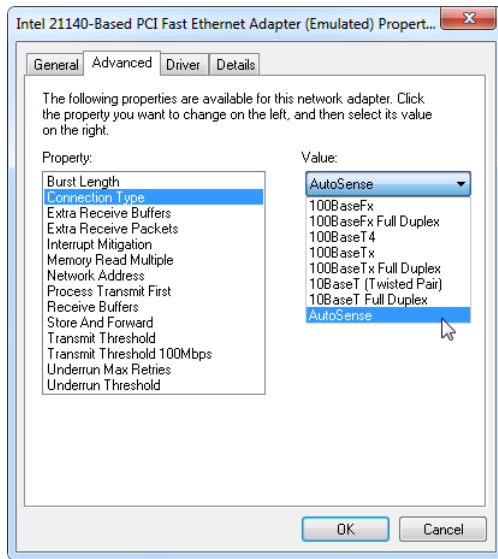 Intel 21140-Based PCI Fast Ethernet Adapter (Emulated) Propert...
General Advanced Driver Details
The following properties are available for this network adapter. Click
the property you want to change on the left, and then select its value
on the right.
Property:
Burst Length
Connection Type
Extra Receive Buffers
Extra Receive Packets
Interrupt Mitigation
Memory Read Multiple
Network Address
Process Transmit First
Receive Buffers
Store And Forward
Transmit Threshold
Transmit Threshold 100Mbps
Underrun Max Retries
Underrun Threshold
Value:
AutoSense
100BaseFx
100BaseFx Full Duplex
100BaseT4
100BaseTx
100BaseTx Full Duplex
10BaseT (Twisted Pair)
10BaseT Full Duplex
AutoSense
OK Cancel